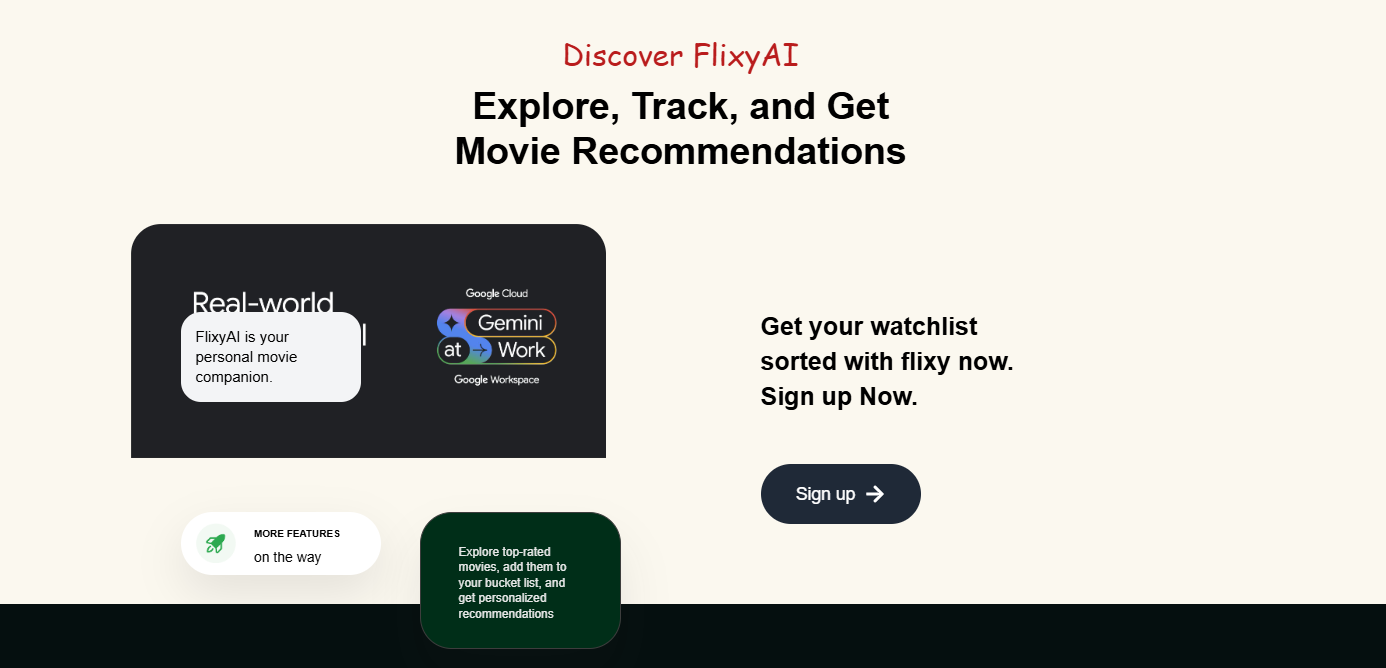 Discover FlixyAI
Explore, Track, and Get
Movie Recommendations
Real-world
FlixyAI is your
personal movie
companion.
Google Cloud
Gemini
at Work
Google Workspace
Get your watchlist
sorted with flixy now.
Sign up Now.
Sign up
MORE FEATURES
on the way
Explore top-rated
movies, add them to
your bucket list, and
get personalized
recommendations